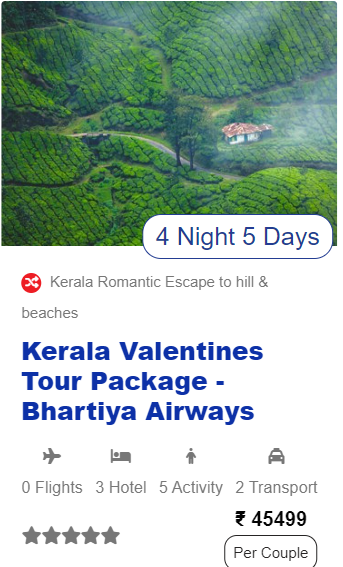 4 Night 5 Days
Kerala Romantic Escape to hill &
beaches
Kerala Valentines
Tour Package -
Bhartiya Airways
0 Flights 3 Hotel 5 Activity 2 Transport
₹ 45499
Per Couple